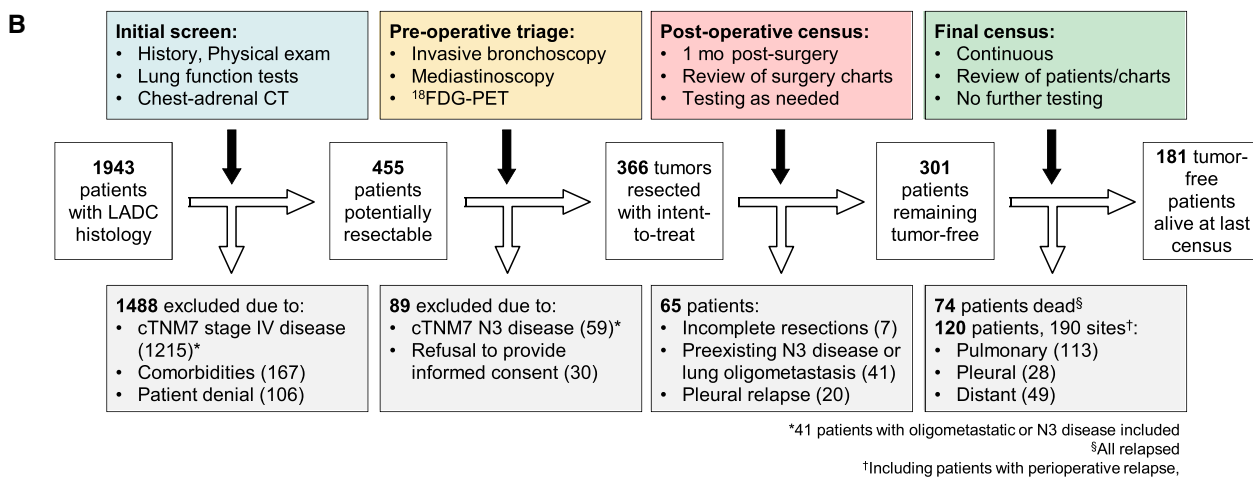 B
Initial screen:
• History, Physical exam
• Lung function tests
• Chest-adrenal CT
Pre-operative triage:
• Invasive bronchoscopy
• Mediastinoscopy
• ¹⁸FDG-PET
Post-operative census:
• 1 mo post-surgery
• Review of surgery charts
• Testing as needed
Final census:
• Continuous
• Review of patients/charts
• No further testing
1943
patients
with LADC
histology
455
patients
potentially
resectable
366 tumors
resected
with intent-
to-treat
301
patients
remaining
tumor-free
181 tumor-
free
patients
alive at last
census
1488 excluded due to:
• cTNM7 stage IV disease
(1215)*
• Comorbidities (167)
• Patient denial (106)
89 excluded due to:
• cTNM7 N3 disease (59)*
• Refusal to provide
informed consent (30)
65 patients:
• Incomplete resections (7)
• Preexisting N3 disease or
lung oligometastasis (41)
• Pleural relapse (20)
74 patients dead§
120 patients, 190 sites†:
• Pulmonary (113)
• Pleural (28)
• Distant (49)
*41 patients with oligometastatic or N3 disease included
§All relapsed
†Including patients with perioperative relapse,